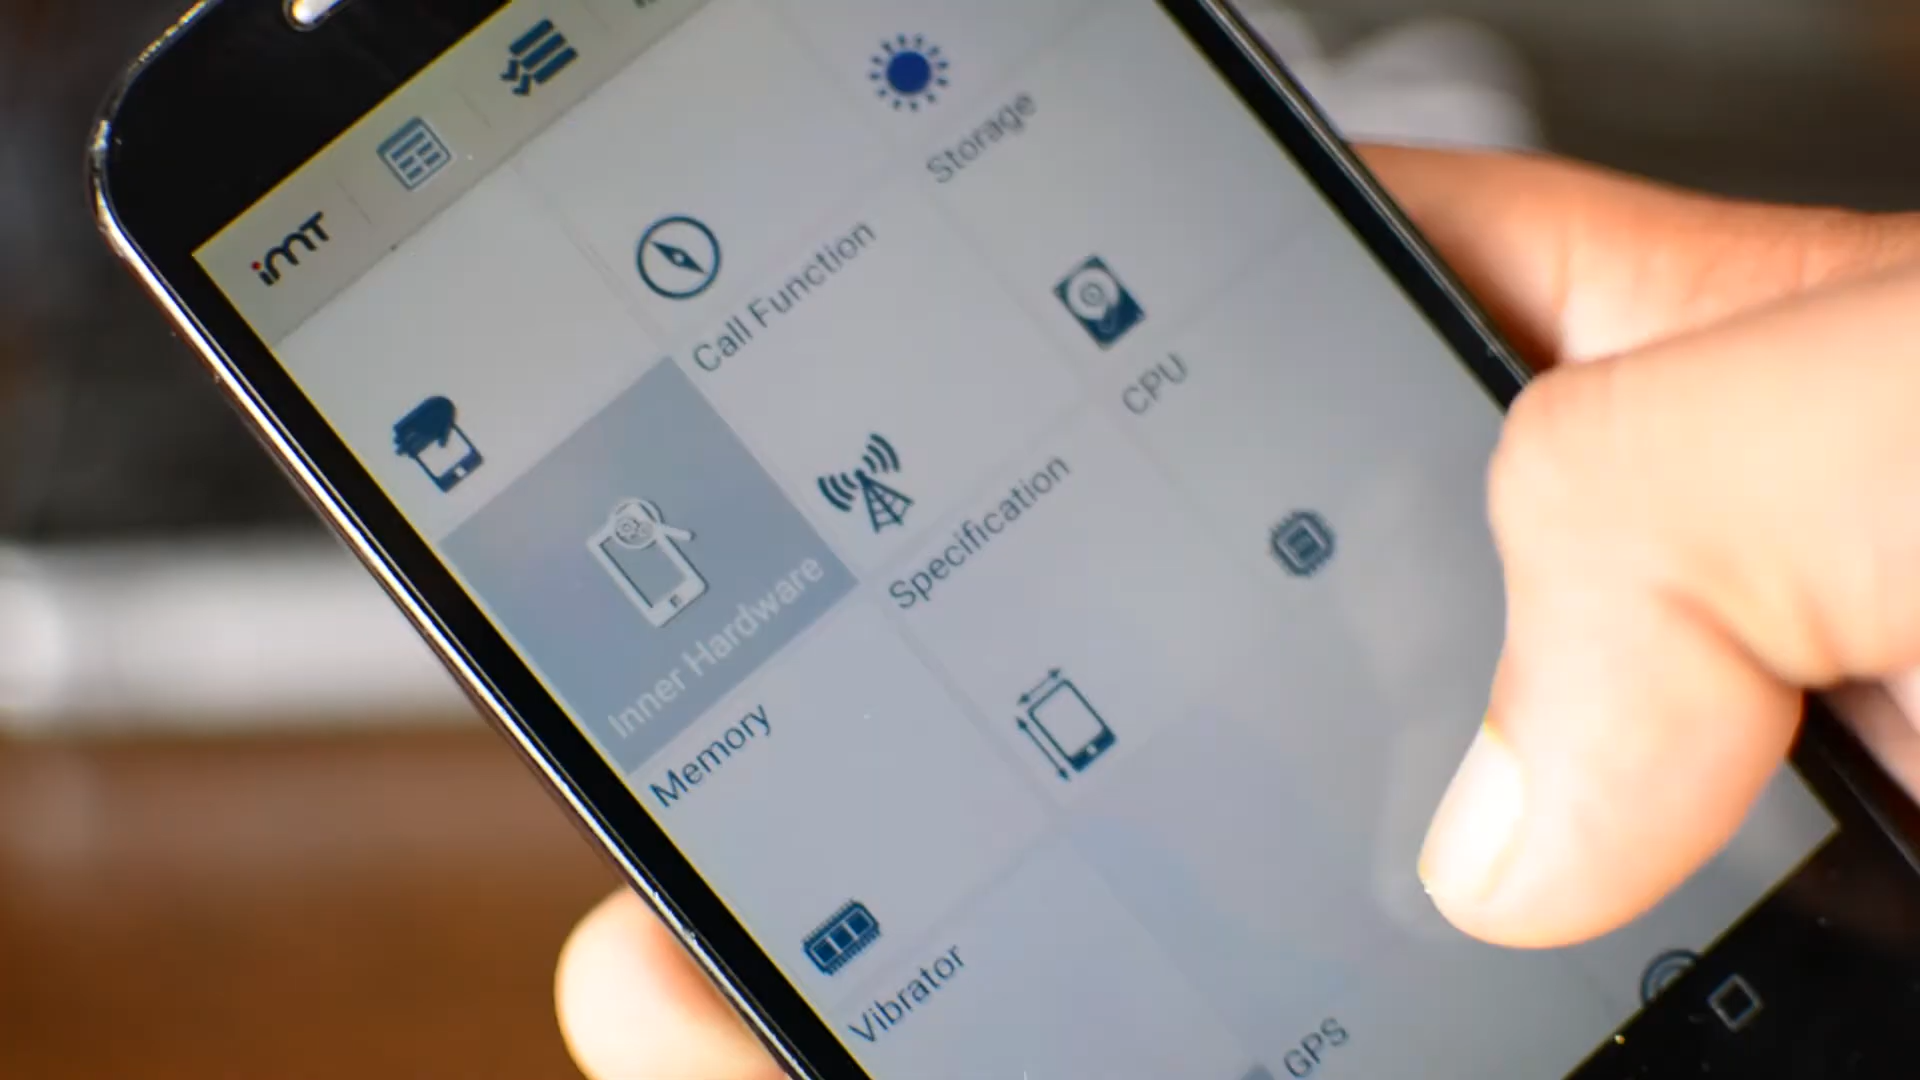 imT
Storage
Call Function
CPU
Specification
Inner Hardware
Memory
Vibrator
GPS